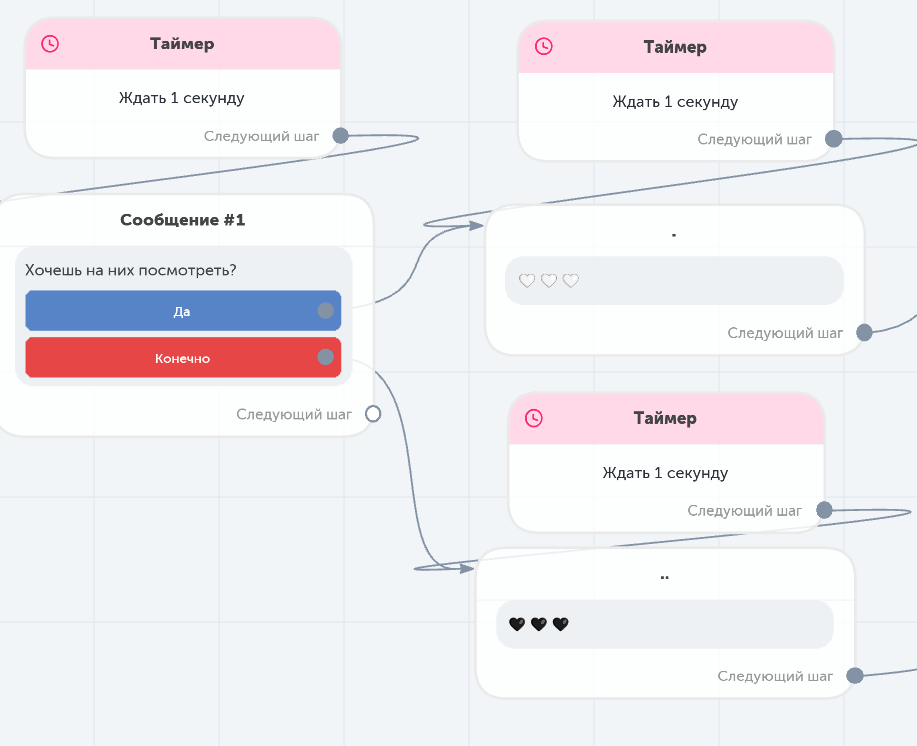 Таймер
Ждать 1 секунду
Следующий шаг
Таймер
Ждать 1 секунду
Следующий шаг
Сообщение #1
Хочешь на них посмотреть?
Да
Конечно
Следующий шаг
.
🤍🤍🤍
Следующий шаг
Таймер
Ждать 1 секунду
Следующий шаг
..
🖤🖤🖤
Следующий шаг